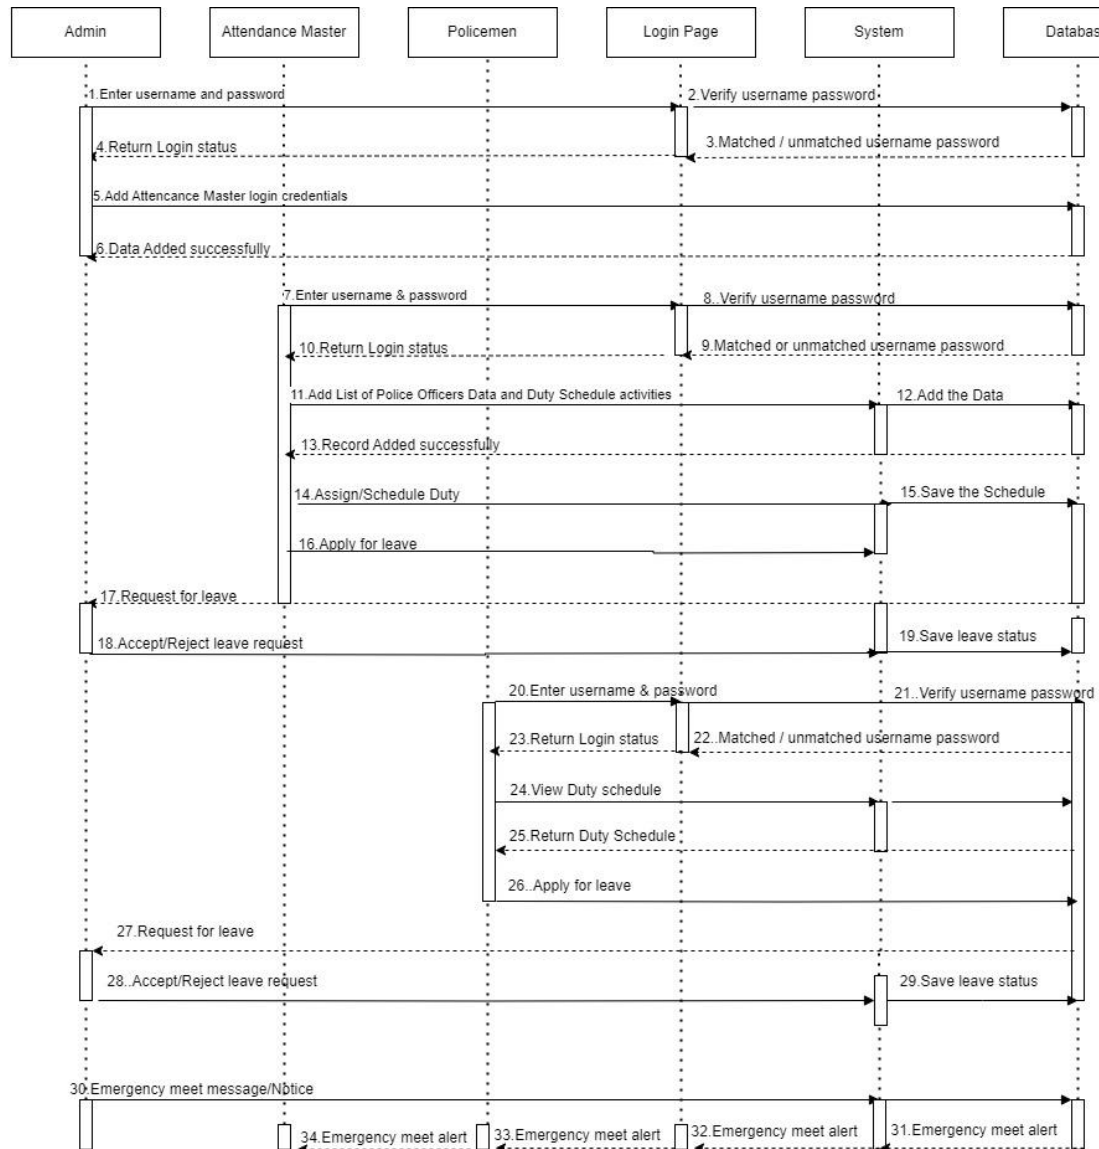 Admin
Attendance Master
Policemen
Login Page
System
Databas
1.Enter username and password
2.Verify username password
3.Matched / unmatched username password
4.Return Login status
5.Add Attencance Master login credentials
6.Data Added successfully
7.Enter username & password
8..Verify username password
9.Matched or unmatched username password
10.Return Login status
11.Add List of Police Officers Data and Duty Schedule activities
12.Add the Data
13.Record Added successfully
14.Assign/Schedule Duty
15.Save the Schedule
16.Apply for leave
17.Request for leave
18.Accept/Reject leave request
19.Save leave status
20.Enter username & password
21..Verify username password
22..Matched / unmatched username password
23.Return Login status
24.View Duty schedule
25.Return Duty Schedule
26..Apply for leave
27.Request for leave
28..Accept/Reject leave request
29.Save leave status
30.Emergency meet message/Notice
31.Emergency meet alert
32.Emergency meet alert
33.Emergency meet alert
34.Emergency meet alert